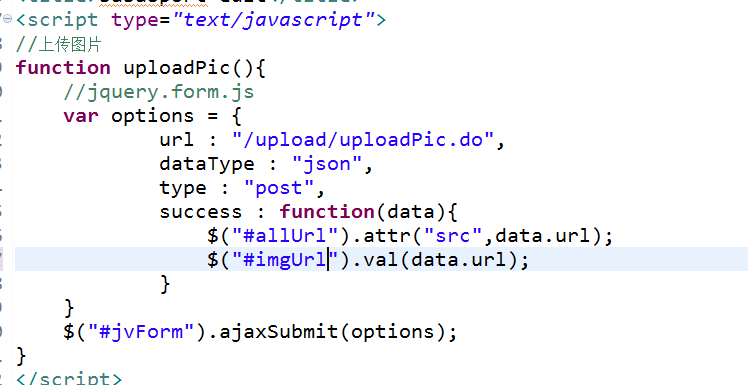 <script type="text/javascript">
//上传图片
function uploadPic(){
    //jquery.form.js
    var options = {
            url : "/upload/uploadPic.do",
            dataType : "json",
            type : "post",
            success : function(data){
                $("#allUrl").attr("src",data.url);
                $("#imgUrl").val(data.url);
            }
    }
    $("#jvForm").ajaxSubmit(options);
}
</script>